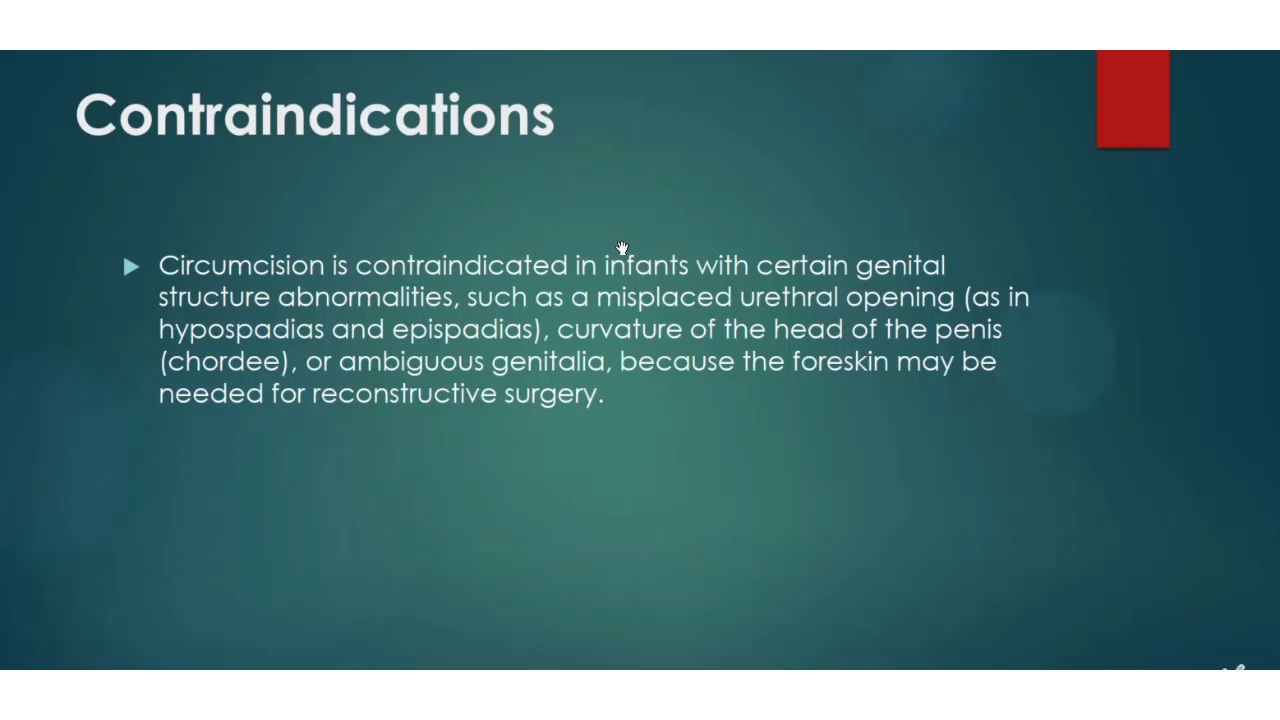 Contraindications
Circumcision is contraindicated in infants with certain genital
structure abnormalities, such as a misplaced urethral opening (as in
hypospadias and epispadias), curvature of the head of the penis
(chordee), or ambiguous genitalia, because the foreskin may be
needed for reconstructive surgery.